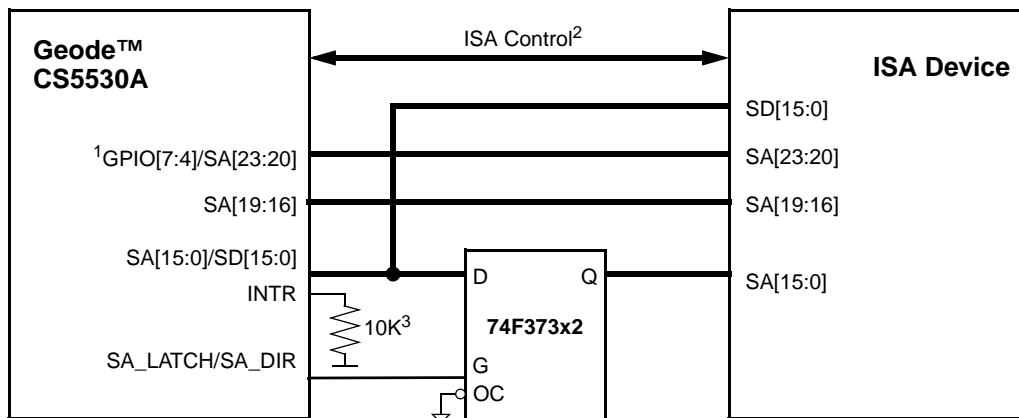 Geode™
CS5530A
ISA Control²
ISA Device
SD[15:0]
¹GPIO[7:4]/SA[23:20]
SA[23:20]
SA[19:16]
SA[19:16]
SA[15:0]/SD[15:0]
D
Q
SA[15:0]
INTR
10K³
74F373x2
SA_LATCH/SA_DIR
G
OC